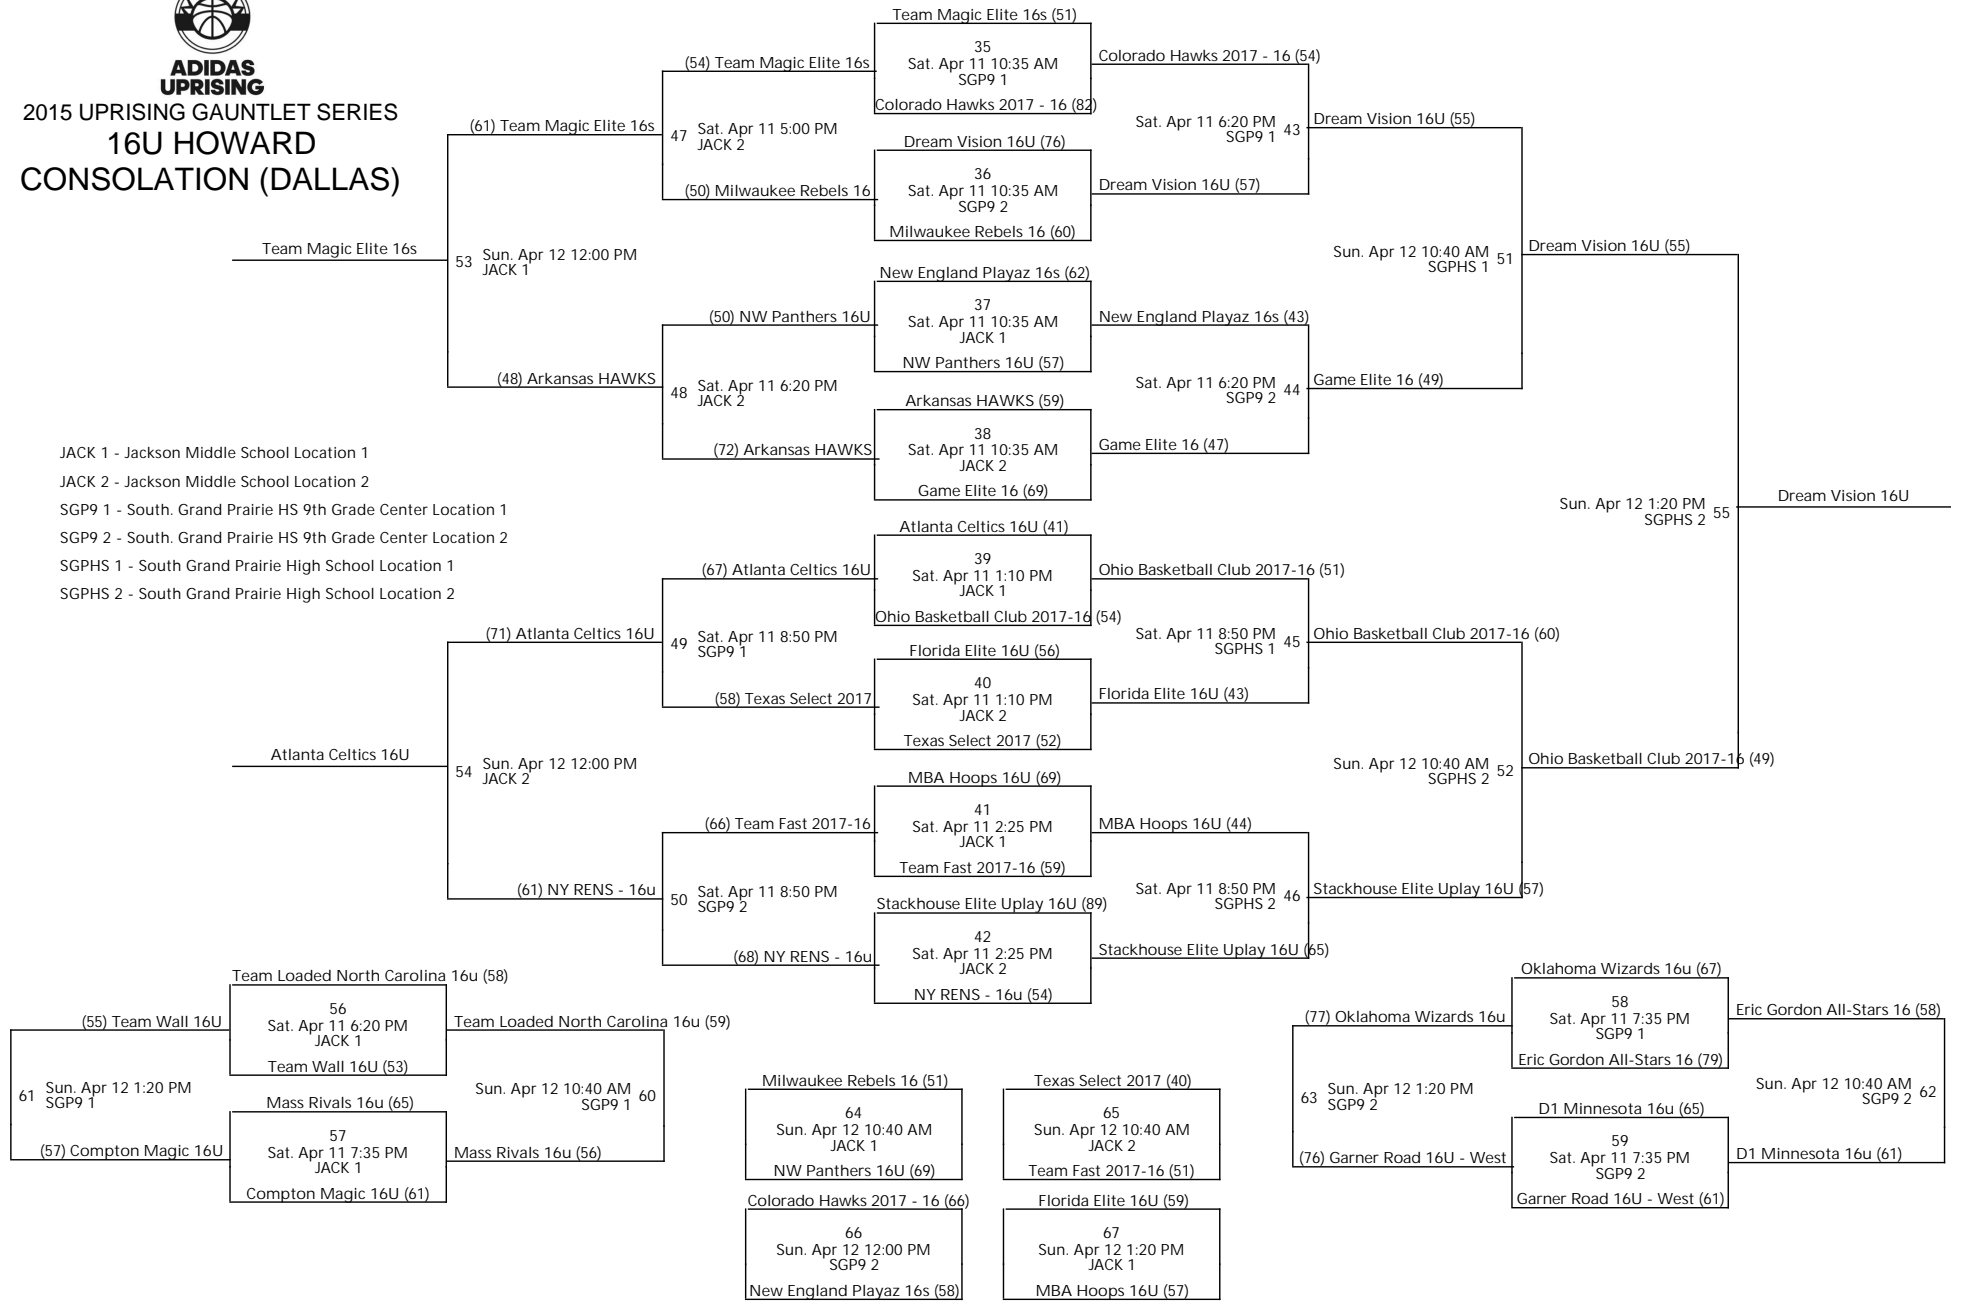 ADIDAS
UPRISING
2015 UPRISING GAUNTLET SERIES
16U HOWARD
CONSOLATION (DALLAS)
Team Magic Elite 16s (51)
35
Sat. Apr 11 10:35 AM
SGP9 1
Colorado Hawks 2017 - 16 (82)
Dream Vision 16U (76)
36
Sat. Apr 11 10:35 AM
SGP9 2
Milwaukee Rebels 16 (60)
New England Playaz 16s (62)
37
Sat. Apr 11 10:35 AM
JACK 1
NW Panthers 16U (57)
Arkansas HAWKS (59)
38
Sat. Apr 11 10:35 AM
JACK 2
Game Elite 16 (69)
Atlanta Celtics 16U (41)
39
Sat. Apr 11 1:10 PM
JACK 1
Ohio Basketball Club 2017-16 (54)
Florida Elite 16U (56)
40
Sat. Apr 11 1:10 PM
JACK 2
Texas Select 2017 (52)
MBA Hoops 16U (69)
41
Sat. Apr 11 2:25 PM
JACK 1
Team Fast 2017-16 (59)
Stackhouse Elite Uplay 16U (89)
42
Sat. Apr 11 2:25 PM
JACK 2
NY RENS - 16u (54)
(54) Team Magic Elite 16s
47 Sat. Apr 11 5:00 PM
JACK 2
(50) Milwaukee Rebels 16
(50) NW Panthers 16U
48 Sat. Apr 11 6:20 PM
JACK 2
(72) Arkansas HAWKS
(67) Atlanta Celtics 16U
49 Sat. Apr 11 8:50 PM
SGP9 1
(58) Texas Select 2017
(66) Team Fast 2017-16
50 Sat. Apr 11 8:50 PM
SGP9 2
(68) NY RENS - 16u
(61) Team Magic Elite 16s
53 Sun. Apr 12 12:00 PM
JACK 1
(48) Arkansas HAWKS
Team Magic Elite 16s
(71) Atlanta Celtics 16U
54 Sun. Apr 12 12:00 PM
JACK 2
(61) NY RENS - 16u
Atlanta Celtics 16U
Colorado Hawks 2017 - 16 (54)
Sat. Apr 11 6:20 PM 43
SGP9 1
Dream Vision 16U (57)
New England Playaz 16s (43)
Sat. Apr 11 6:20 PM 44
SGP9 2
Game Elite 16 (47)
Ohio Basketball Club 2017-16 (51)
Sat. Apr 11 8:50 PM 45
SGPHS 1
Florida Elite 16U (43)
MBA Hoops 16U (44)
Sat. Apr 11 8:50 PM 46
SGPHS 2
Stackhouse Elite Uplay 16U (65)
Dream Vision 16U (55)
Sun. Apr 12 10:40 AM 51
SGPHS 1
Game Elite 16 (49)
Ohio Basketball Club 2017-16 (60)
Sun. Apr 12 10:40 AM 52
SGPHS 2
Stackhouse Elite Uplay 16U (57)
Dream Vision 16U (55)
Sun. Apr 12 1:20 PM 55
SGPHS 2
Ohio Basketball Club 2017-16 (49)
Dream Vision 16U
JACK 1 - Jackson Middle School Location 1
JACK 2 - Jackson Middle School Location 2
SGP9 1 - South. Grand Prairie HS 9th Grade Center Location 1
SGP9 2 - South. Grand Prairie HS 9th Grade Center Location 2
SGPHS 1 - South Grand Prairie High School Location 1
SGPHS 2 - South Grand Prairie High School Location 2
Team Loaded North Carolina 16u (58)
56
Sat. Apr 11 6:20 PM
JACK 1
Team Wall 16U (53)
Mass Rivals 16u (65)
57
Sat. Apr 11 7:35 PM
JACK 1
Compton Magic 16U (61)
(55) Team Wall 16U
61 Sun. Apr 12 1:20 PM
SGP9 1
(57) Compton Magic 16U
Team Loaded North Carolina 16u (59)
Sun. Apr 12 10:40 AM 60
SGP9 1
Mass Rivals 16u (56)
Milwaukee Rebels 16 (51)
64
Sun. Apr 12 10:40 AM
JACK 1
NW Panthers 16U (69)
Texas Select 2017 (40)
65
Sun. Apr 12 10:40 AM
JACK 2
Team Fast 2017-16 (51)
Colorado Hawks 2017 - 16 (66)
66
Sun. Apr 12 12:00 PM
SGP9 2
New England Playaz 16s (58)
Florida Elite 16U (59)
67
Sun. Apr 12 1:20 PM
JACK 1
MBA Hoops 16U (57)
Oklahoma Wizards 16u (67)
58
Sat. Apr 11 7:35 PM
SGP9 1
Eric Gordon All-Stars 16 (79)
D1 Minnesota 16u (65)
59
Sat. Apr 11 7:35 PM
SGP9 2
Garner Road 16U - West (61)
(77) Oklahoma Wizards 16u
63 Sun. Apr 12 1:20 PM
SGP9 2
(76) Garner Road 16U - West
Eric Gordon All-Stars 16 (58)
Sun. Apr 12 10:40 AM 62
SGP9 2
D1 Minnesota 16u (61)